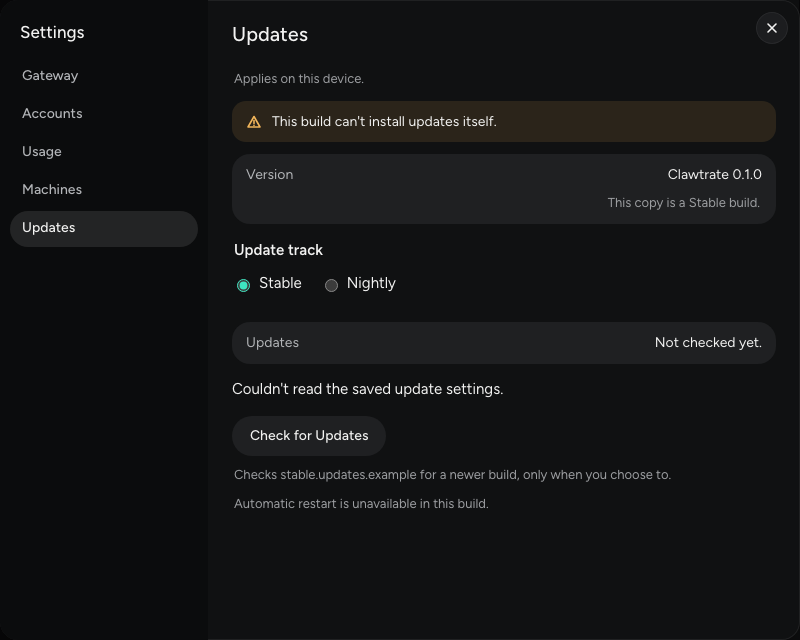 Settings
Gateway
Accounts
Usage
Machines
Updates
Updates
Applies on this device.
This build can't install updates itself.
Version
Clawtrate 0.1.0
This copy is a Stable build.
Update track
Stable
Nightly
Updates
Not checked yet.
Couldn't read the saved update settings.
Check for Updates
Checks stable.updates.example for a newer build, only when you choose to.
Automatic restart is unavailable in this build.